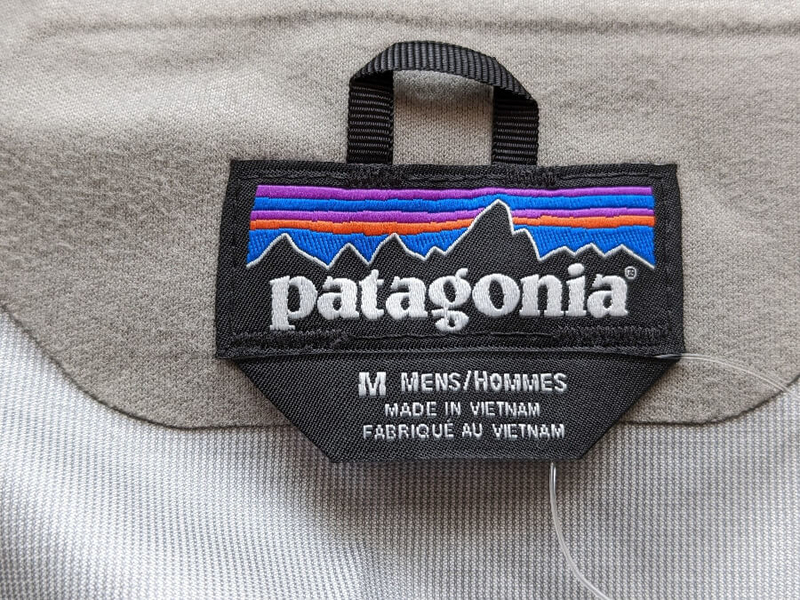 patagonia®
M MENS/HOMMES
MADE IN VIETNAM
FABRIQUÉ AU VIETNAM